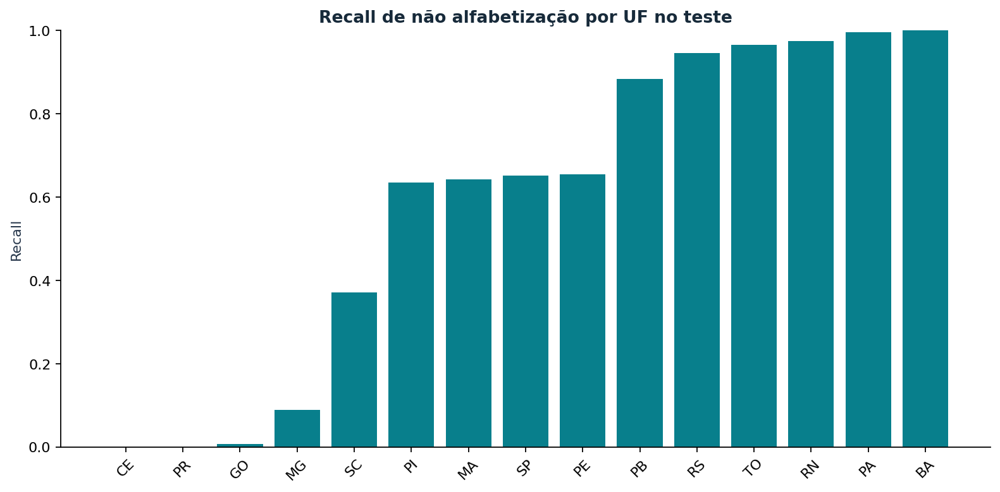 Recall de não alfabetização por UF no teste
1.0
0.8
0.6
0.4
0.2
0.0
Recall
CE PR GO MG SC PI MA SP PE PB RS TO RN PA BA